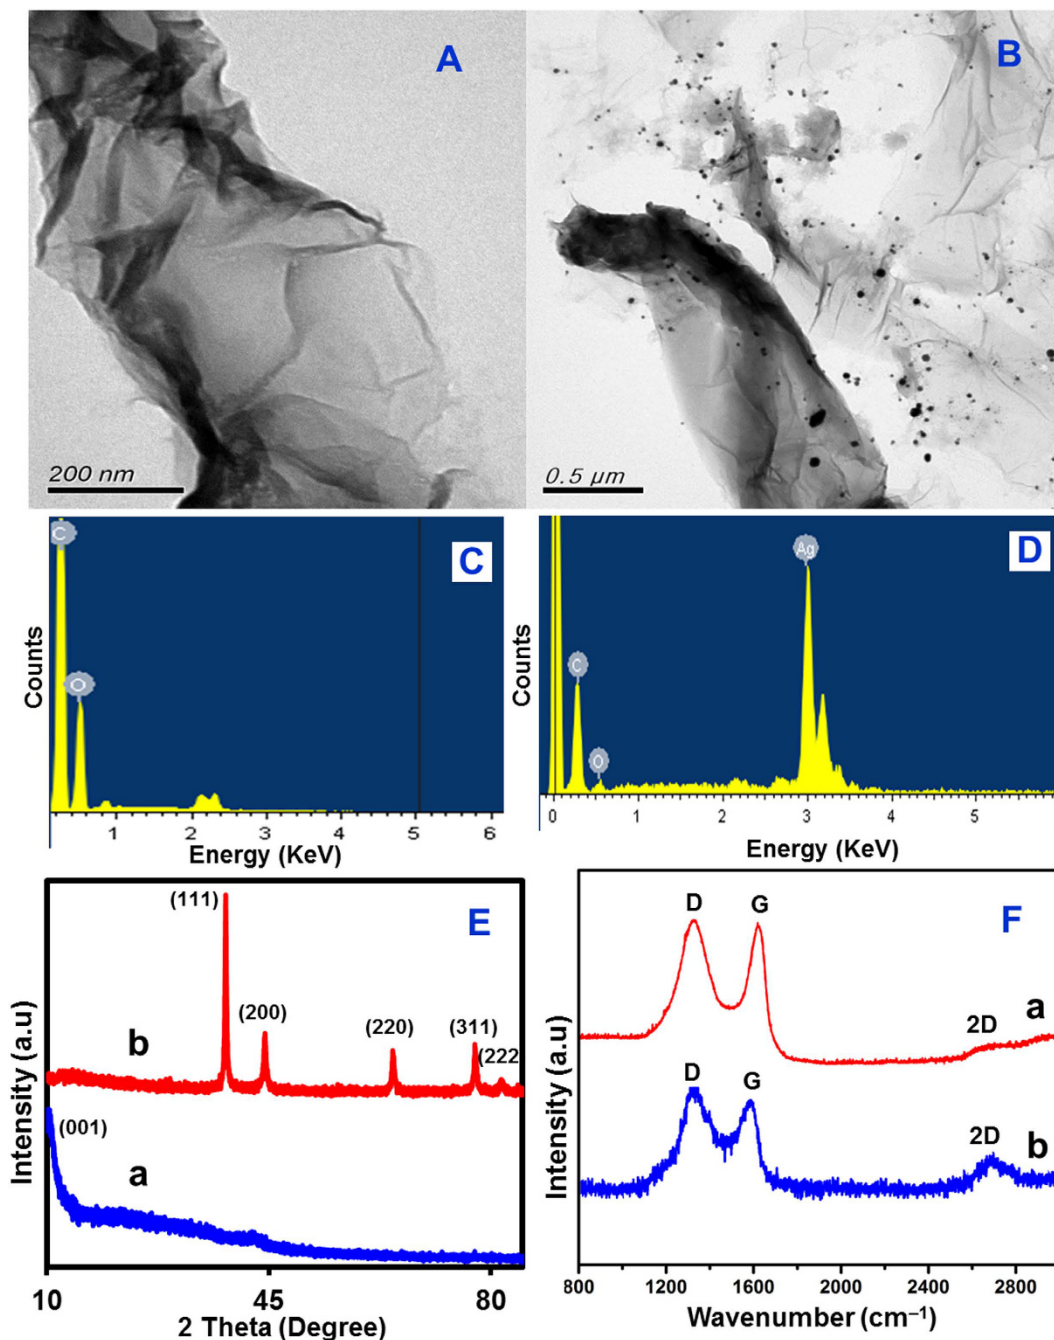 A
B
200 nm
0.5 µm
C
O
C
Counts
1
2
3
4
5
6
Energy (KeV)
Ag
C
O
D
Counts
0
1
2
3
4
5
Energy (KeV)
(111)
(200)
(220)
(311)
(222
E
b
(001)
a
Intensity (a.u)
10
45
80
2 Theta (Degree)
D
G
2D
F
a
D
G
2D
b
Intensity (a.u)
800
1200
1600
2000
2400
2800
Wavenumber (cm⁻¹)